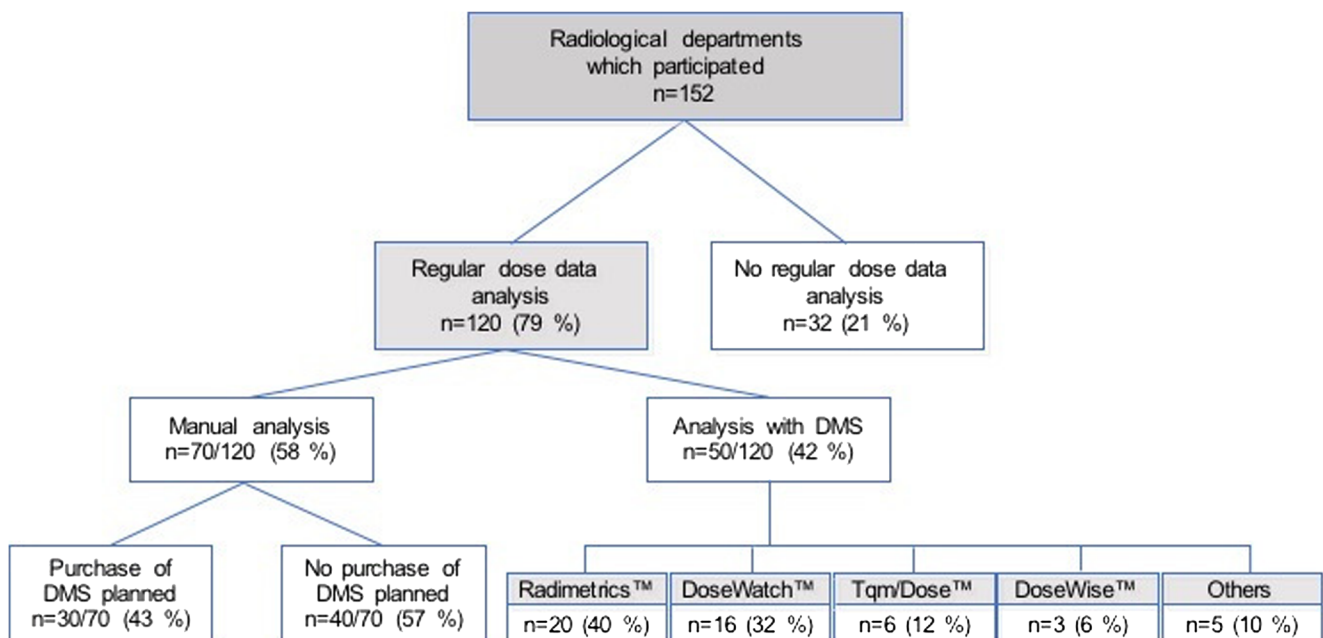 Radiological departments
which participated
n=152
Regular dose data
analysis
n=120 (79 %)
No regular dose data
analysis
n=32 (21 %)
Manual analysis
n=70/120 (58 %)
Analysis with DMS
n=50/120 (42 %)
Purchase of
DMS planned
n=30/70 (43 %)
No purchase of
DMS planned
n=40/70 (57 %)
Radimetrics™
n=20 (40 %)
DoseWatch™
n=16 (32 %)
Tqm/Dose™
n=6 (12 %)
DoseWise™
n=3 (6 %)
Others
n=5 (10 %)